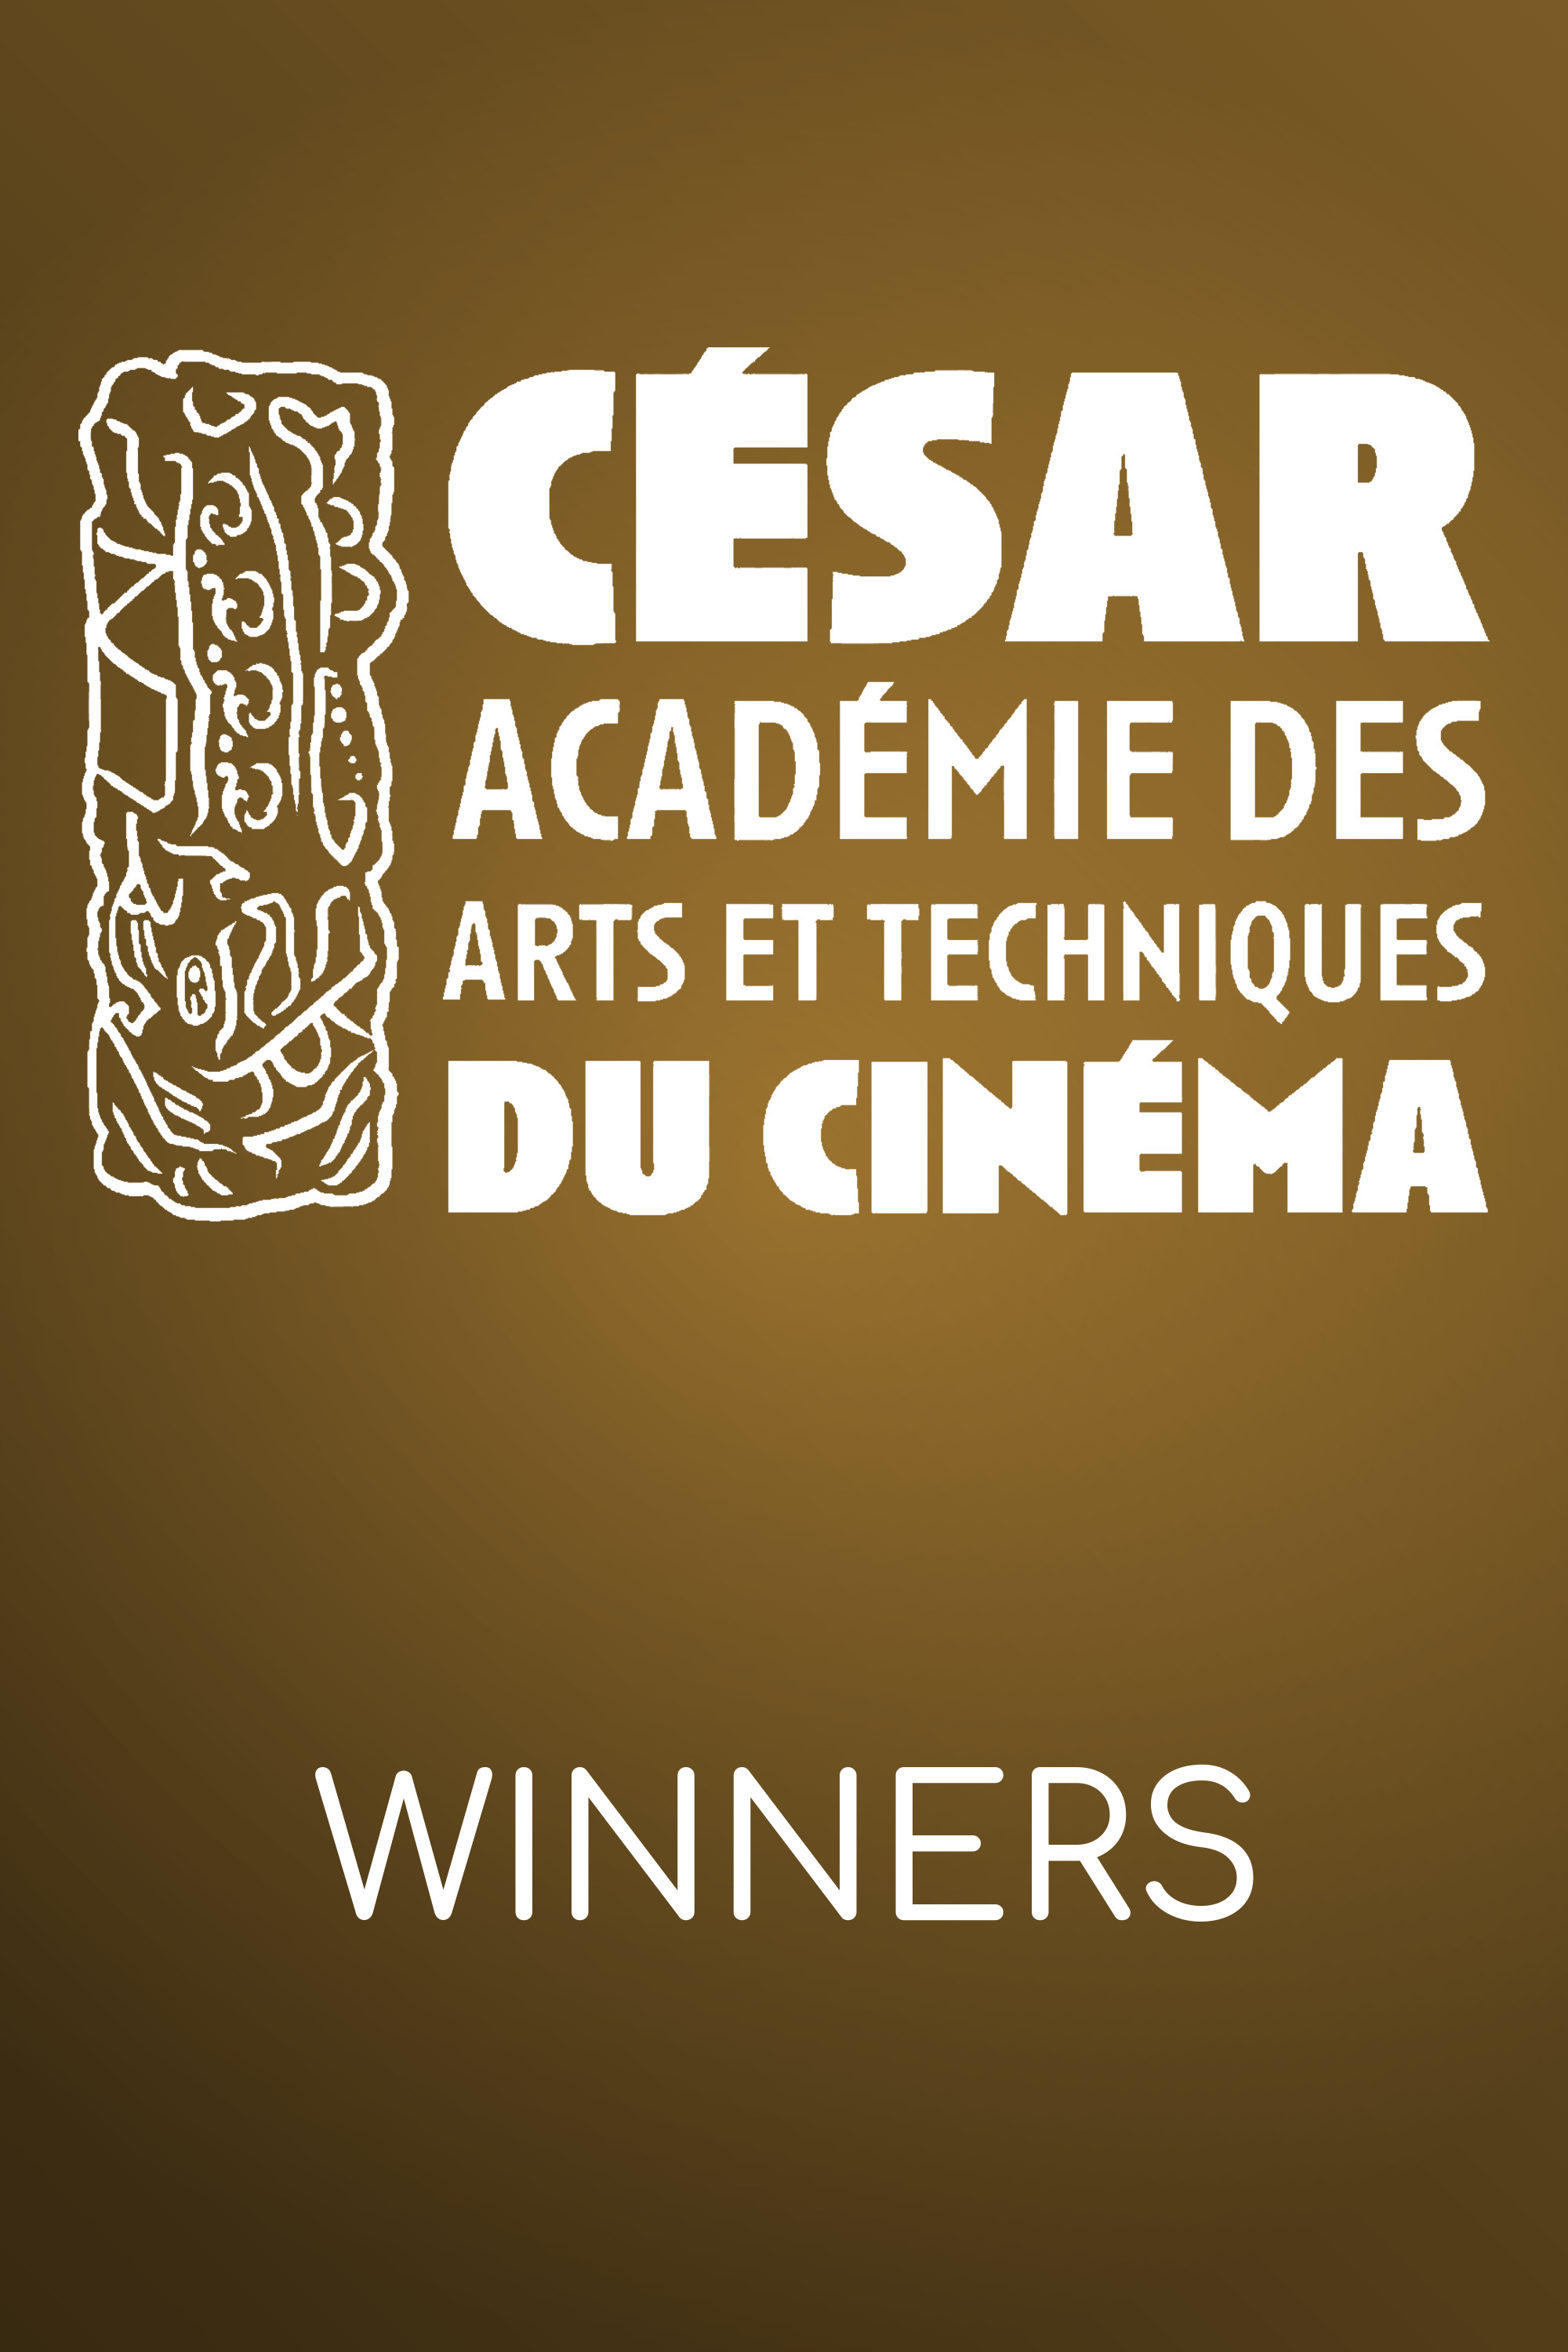 CÉSAR
ACADÉMIE DES
ARTS ET TECHNIQUES
DU CINÉMA
WINNERS